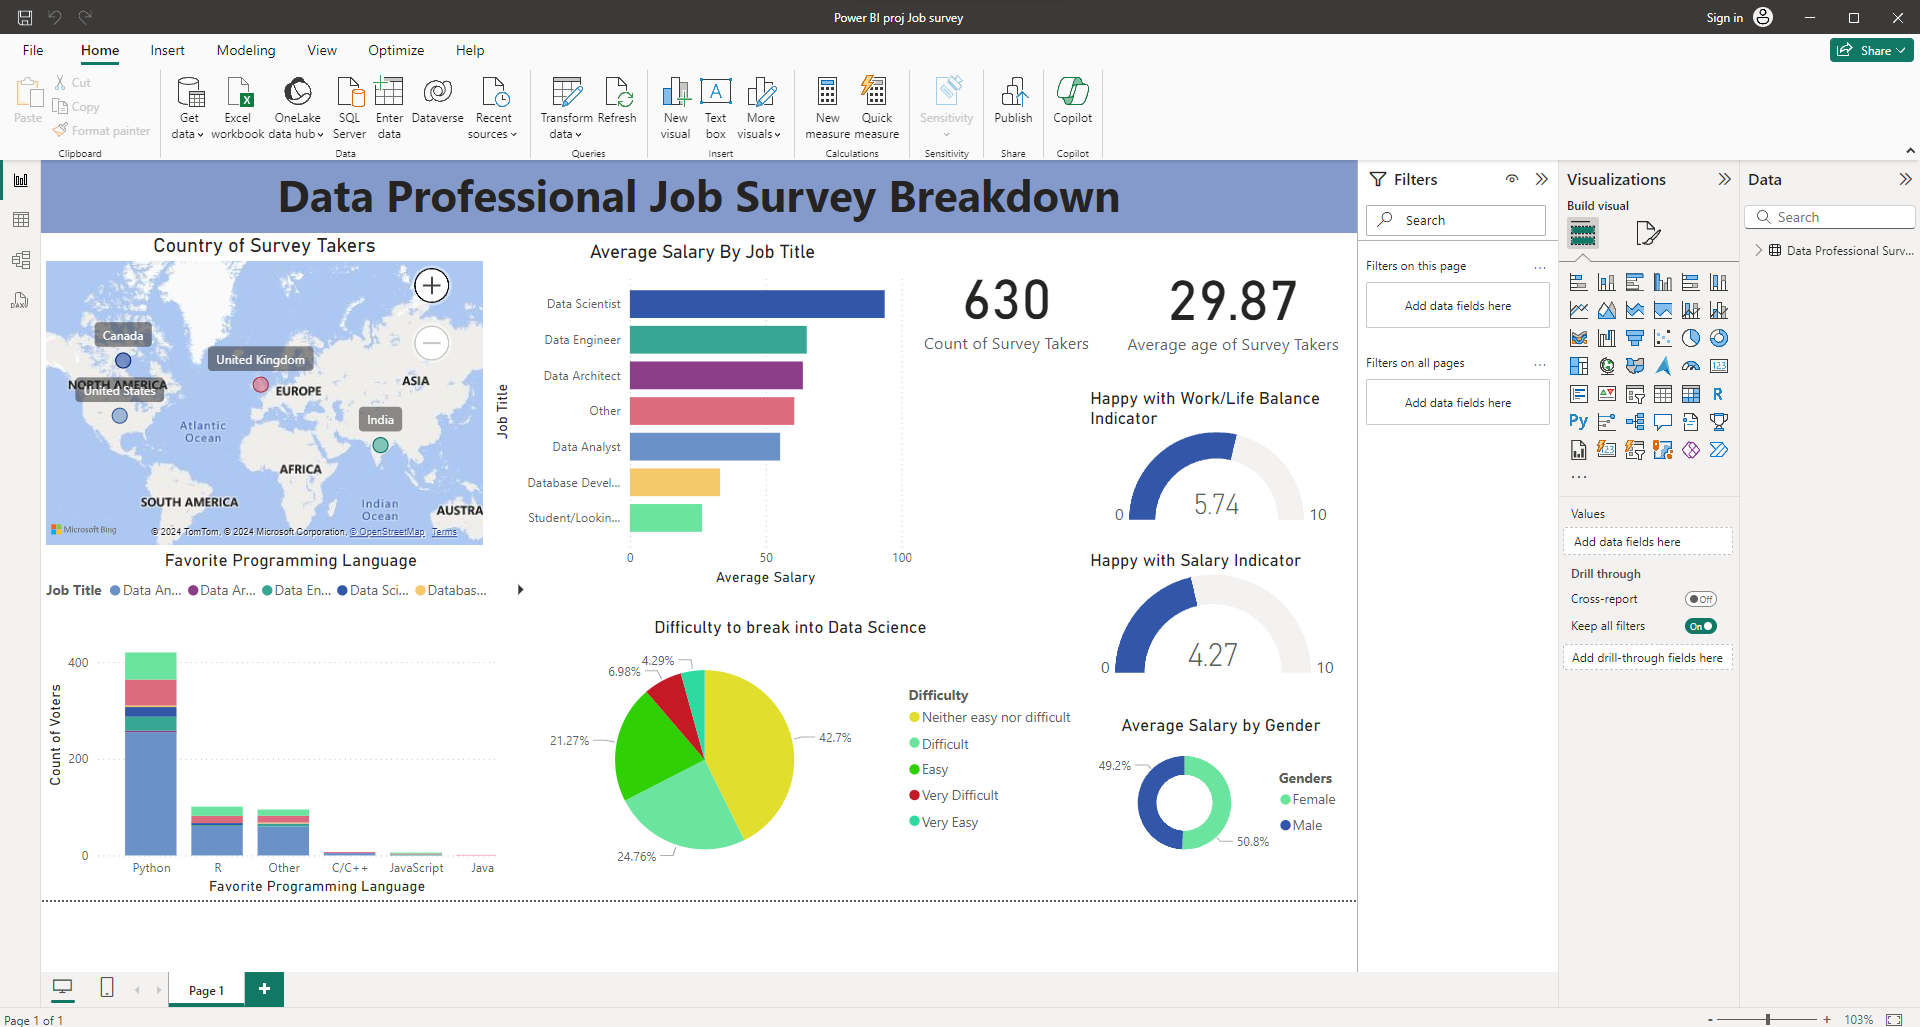 Power BI proj Job survey
Sign in
File
Home
Insert
Modeling
View
Optimize
Help
Share
Paste
Cut
Copy
Format painter
Clipboard
Get
data
Excel
workbook
OneLake
data hub
SQL
Server
Enter
data
Dataverse
Recent
sources
Data
Transform
data
Refresh
Queries
New
visual
Text
box
More
visuals
Insert
New
measure
Quick
measure
Calculations
Sensitivity
Sensitivity
Publish
Share
Copilot
Copilot
Data Professional Job Survey Breakdown
Country of Survey Takers
Canada
United Kingdom
NORTH AMERICA
United States
EUROPE
ASIA
India
Atlantic
Ocean
AFRICA
SOUTH AMERICA
Indian
Ocean
AUSTRA
Microsoft Bing
© 2024 TomTom, © 2024 Microsoft Corporation, © OpenStreetMap Terms
Favorite Programming Language
Job Title
Data An...
Data Ar...
Data En...
Data Sci...
Databas...
Count of Voters
400
200
0
Python
R
Other
C/C++
JavaScript
Java
Favorite Programming Language
Average Salary By Job Title
Job Title
Data Scientist
Data Engineer
Data Architect
Other
Data Analyst
Database Devel...
Student/Lookin...
0
50
100
Average Salary
630
Count of Survey Takers
29.87
Average age of Survey Takers
Happy with Work/Life Balance
Indicator
5.74
0
10
Happy with Salary Indicator
4.27
0
10
Difficulty to break into Data Science
4.29%
6.98%
21.27%
42.7%
24.76%
Difficulty
Neither easy nor difficult
Difficult
Easy
Very Difficult
Very Easy
Average Salary by Gender
49.2%
50.8%
Genders
Female
Male
Filters
Search
Filters on this page
...
Add data fields here
Filters on all pages
...
Add data fields here
Visualizations
Build visual
123
R
Py
123
...
Values
Add data fields here
Drill through
Cross-report
Off
Keep all filters
On
Add drill-through fields here
Data
Search
Data Professional Surv...
DAX
Page 1
+
Page 1 of 1
-
+
103%